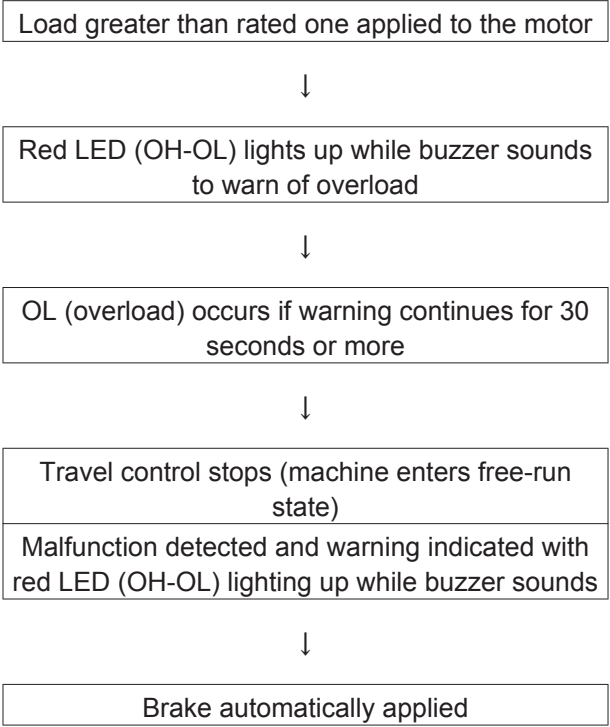 Load greater than rated one applied to the motor
↓
Red LED (OH-OL) lights up while buzzer sounds
to warn of overload
↓
OL (overload) occurs if warning continues for 30
seconds or more
↓
Travel control stops (machine enters free-run
state)
Malfunction detected and warning indicated with
red LED (OH-OL) lighting up while buzzer sounds
↓
Brake automatically applied